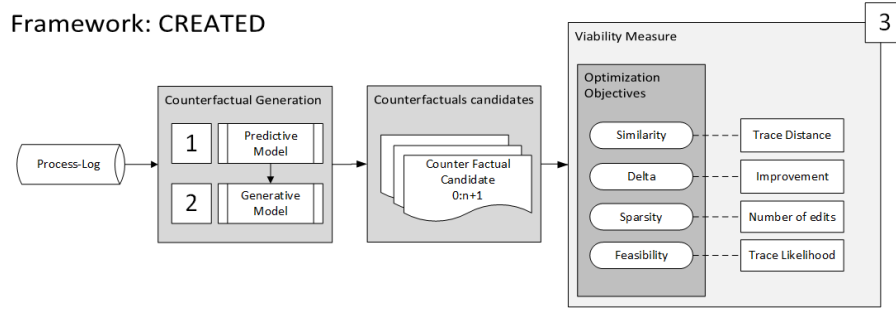 Framework: CREATED
3
Viability Measure
Counterfactual Generation
Counterfactuals candidates
Optimization
Objectives
Process-Log
1
Predictive
Model
2
Generative
Model
Counter Factual
Candidate
0:n+1
Similarity
Trace Distance
Delta
Improvement
Sparsity
Number of edits
Feasibility
Trace Likelihood